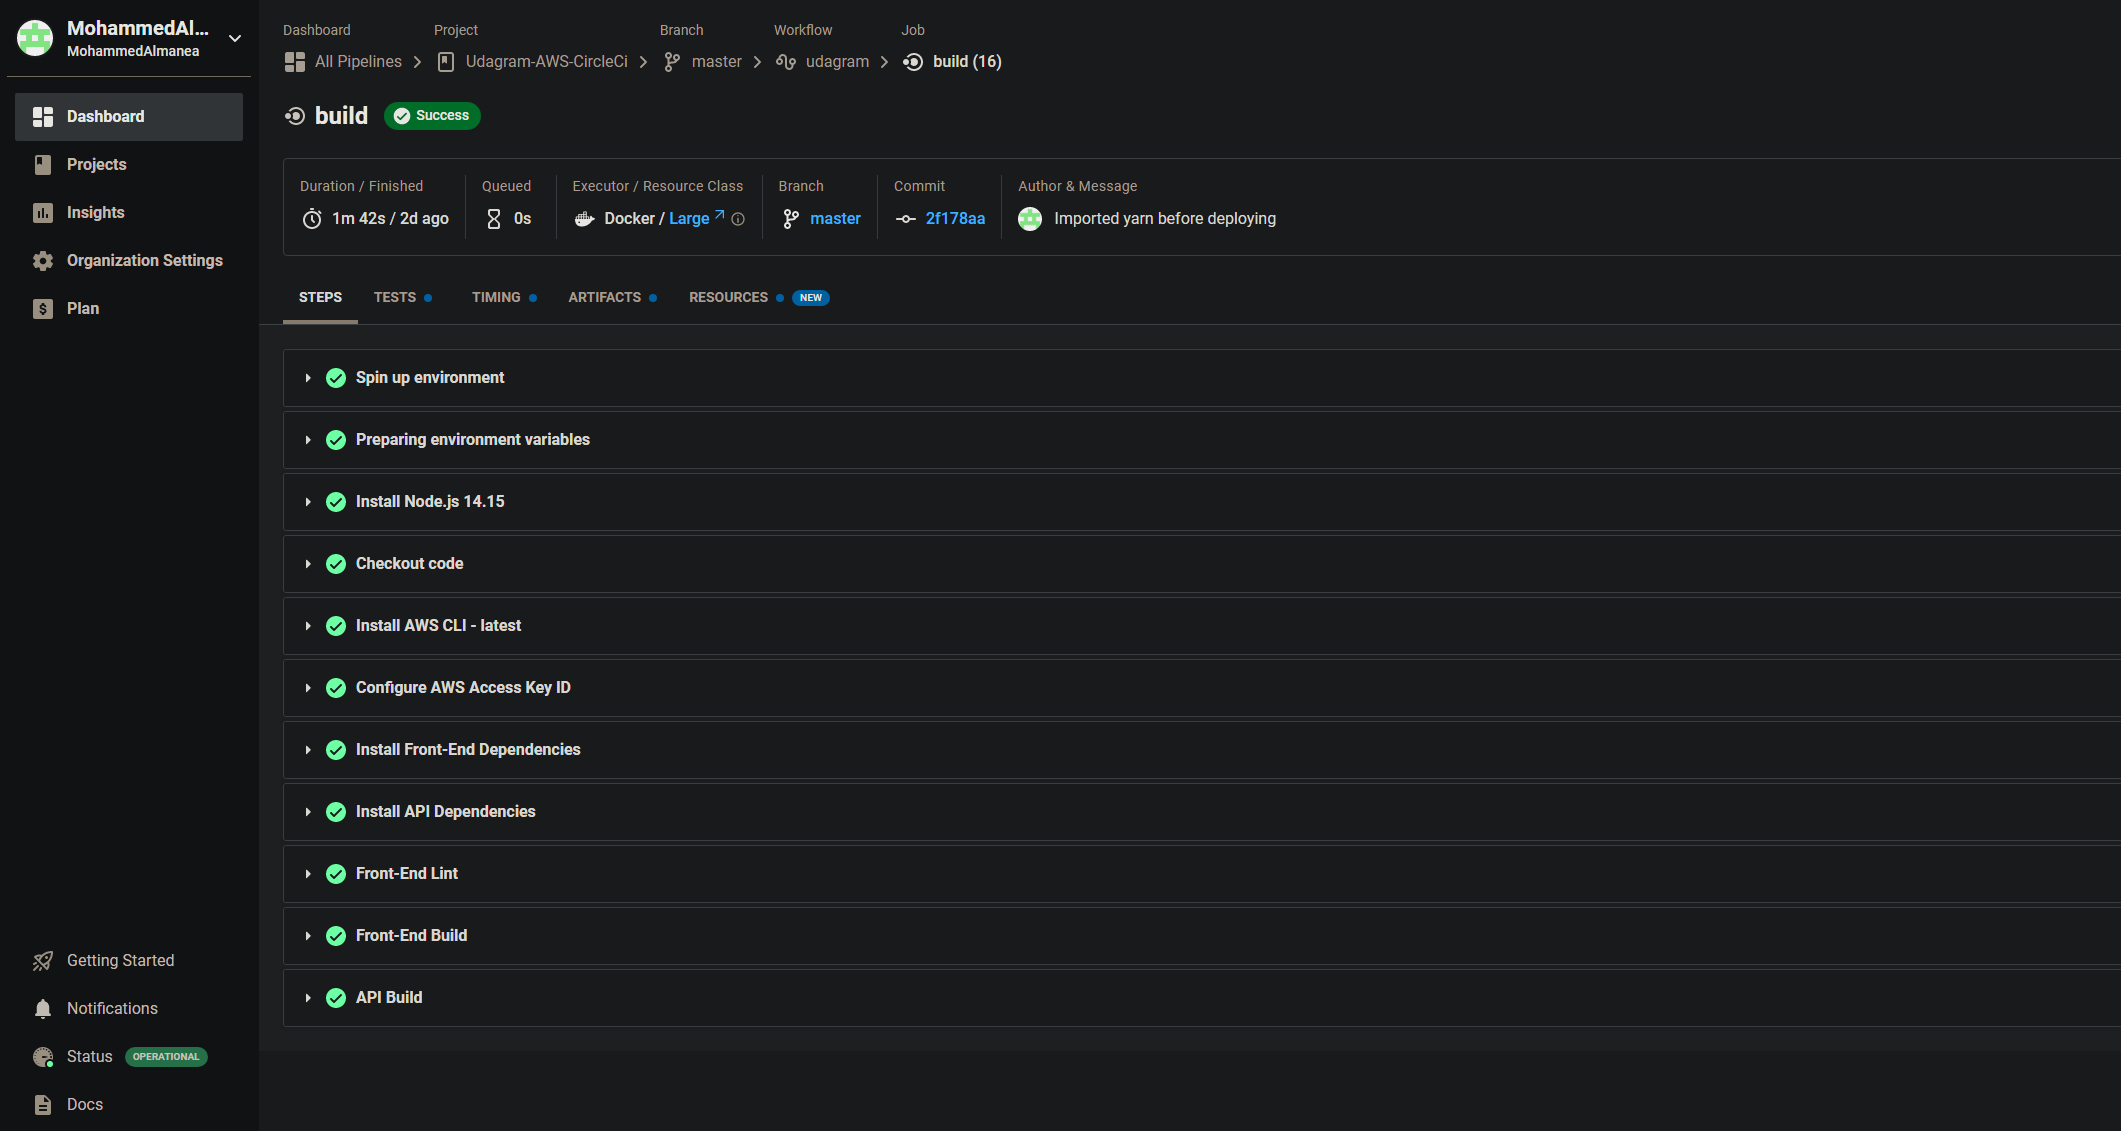 MohammedAl...
MohammedAlmanea
Dashboard
Projects
Insights
Organization Settings
Plan
Getting Started
Notifications
Status OPERATIONAL
Docs
Dashboard Project Branch Workflow Job
All Pipelines Udagram-AWS-CircleCi master udagram build (16)
build Success
Duration / Finished Queued Executor / Resource Class Branch Commit Author & Message
1m 42s / 2d ago 0s Docker / Large master 2f178aa Imported yarn before deploying
STEPS TESTS TIMING ARTIFACTS RESOURCES NEW
Spin up environment
Preparing environment variables
Install Node.js 14.15
Checkout code
Install AWS CLI - latest
Configure AWS Access Key ID
Install Front-End Dependencies
Install API Dependencies
Front-End Lint
Front-End Build
API Build